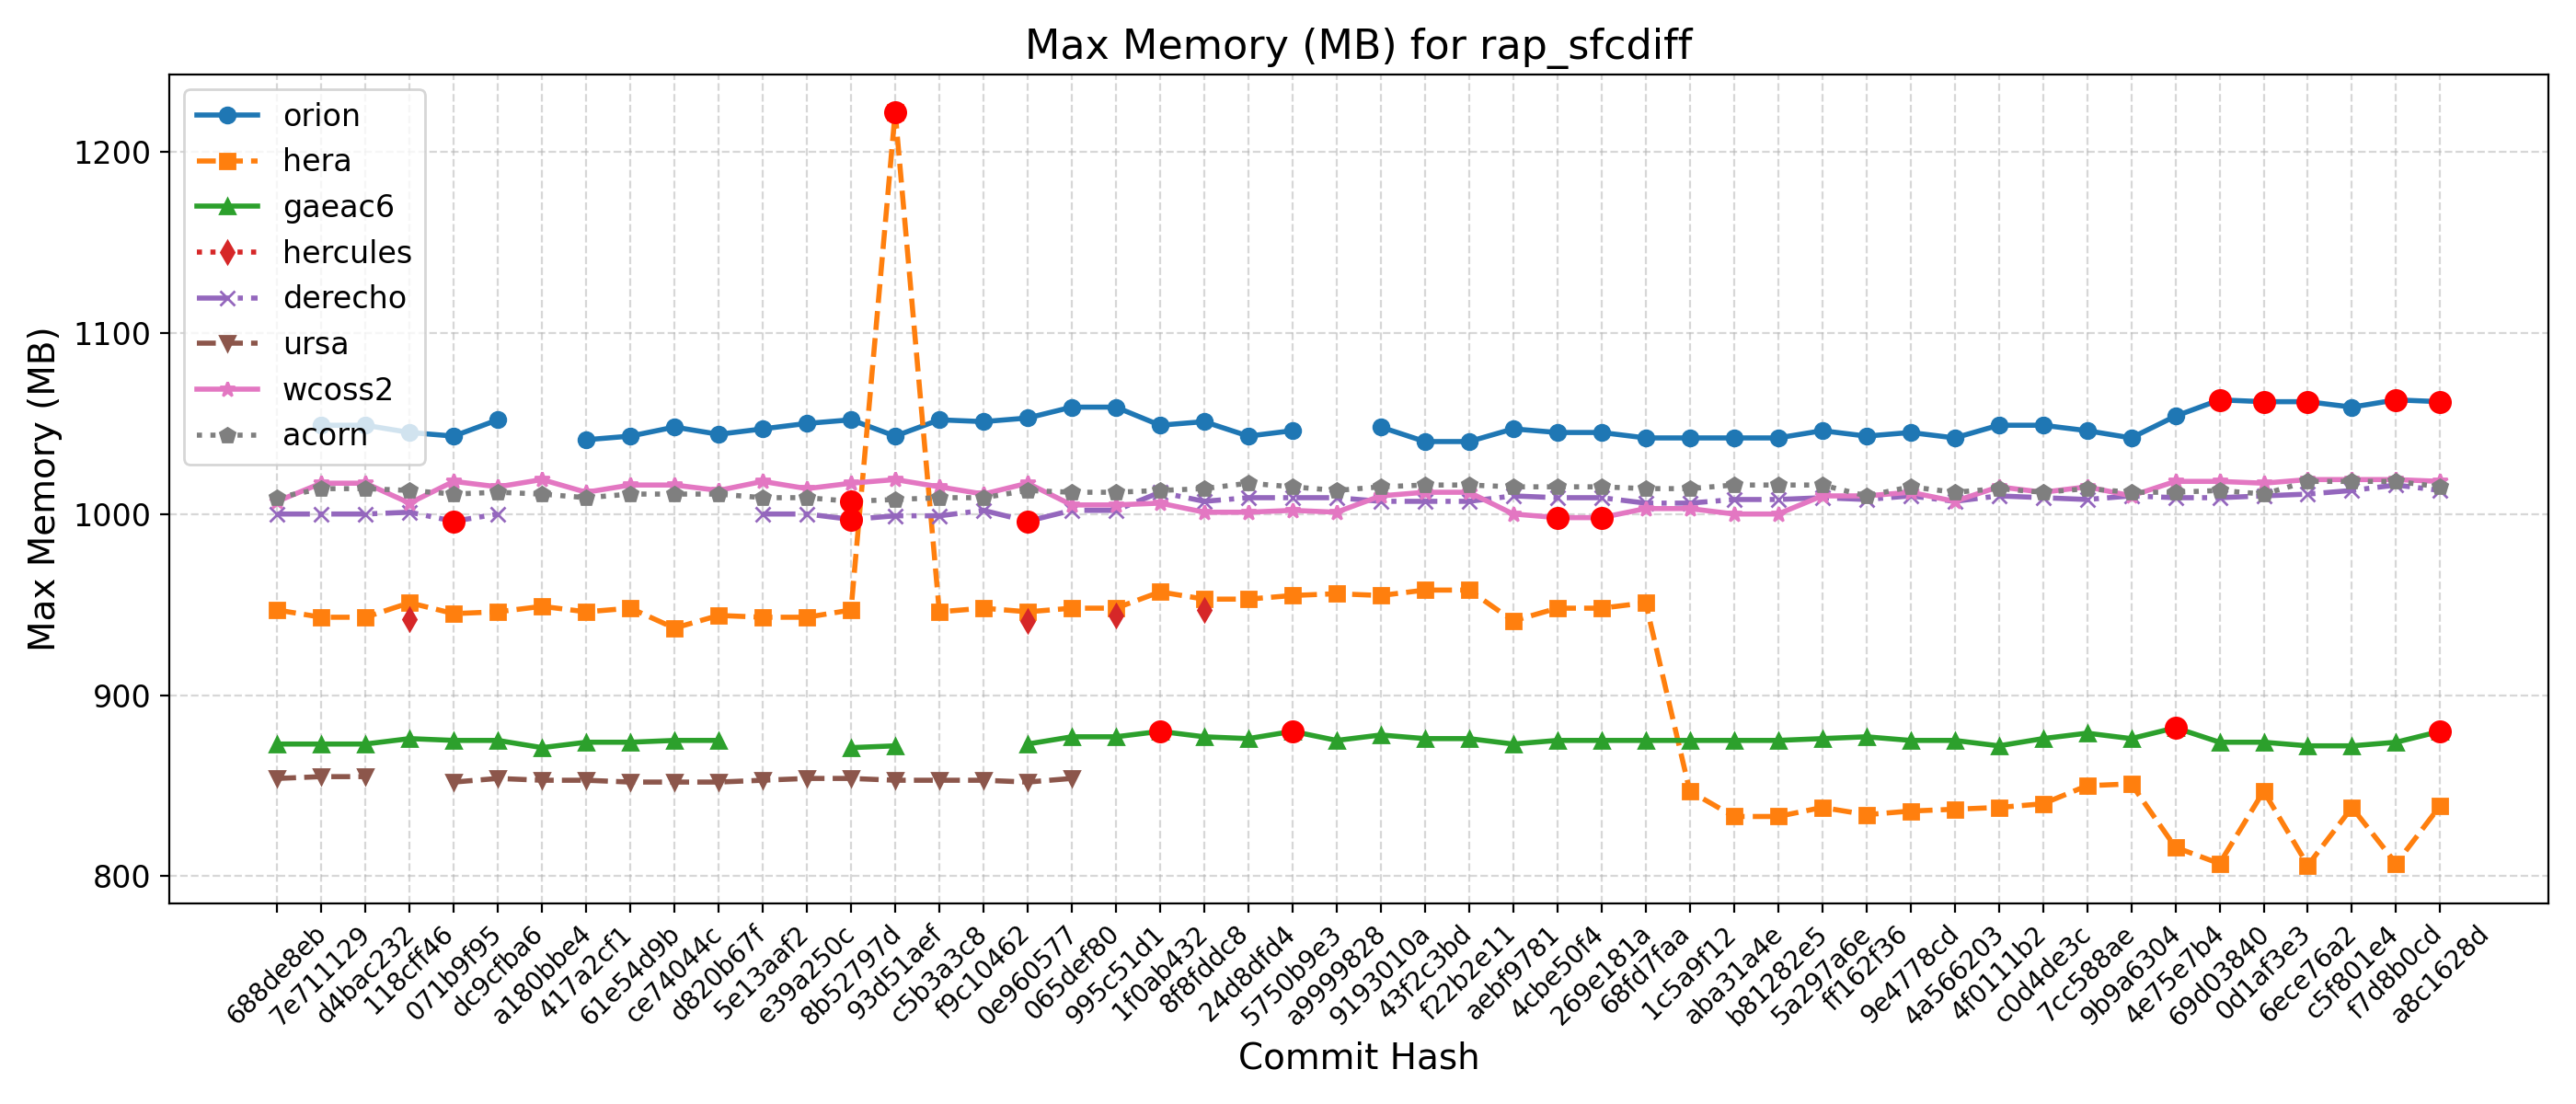 Max Memory (MB) for rap_sfcdiff
Max Memory (MB)
1200
1100
1000
900
800
orion
hera
gaeac6
hercules
derecho
ursa
wcoss2
acorn
688de8eb
7e711129
d4bac232
118cff46
071b9f95
dc9cfba6
a180bbe4
417a2cf1
61e54d9b
ce74044c
d820b67f
5e13aaf2
e39a250c
8b52797d
93d51aef
c5b3a3c8
f9c10462
0e960577
065def80
995c51d1
1f0ab432
8f8fddc8
24d8dfd4
5750b9e3
a9999828
9193010a
43f2c3bd
f22b2e11
aebf9781
4cbe50f4
269e181a
68fd7faa
1c5a9f12
aba31a4e
b81282e5
5a297a6e
ff162f36
9e4778cd
4a566203
4f0111b2
c0d4de3c
7cc588ae
9b9a6304
4e75e7b4
69d03840
0d1af3e3
6ece76a2
c5f801e4
f7d8b0cd
a8c1628d
Commit Hash